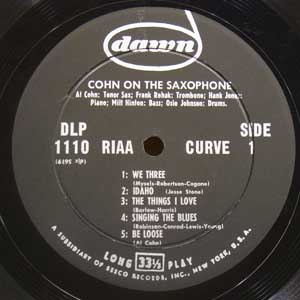 dawn
COHN ON THE SAXOPHONE
Al Cohn: Tenor Sax; Frank Rehak: Trombone; Hank Jones:
Piano; Milt Hinton: Bass; Osie Johnson: Drums.
DLP SIDE
1110 RIAA CURVE 1
(6195 xlp)
1 WE THREE
(Mysels-Robertson-Cogane)
2 IDAHO (Jesse Stone)
3 THE THINGS I LOVE
(Barlow-Harris)
4 SINGING THE BLUES
(Robinson-Conrad-Lewis-Young)
5 BE LOOSE
(Al Cohn)
LONG 33⅓ PLAY
A SUBSIDIARY OF SEECO RECORDS, INC., NEW YORK, U.S.A.